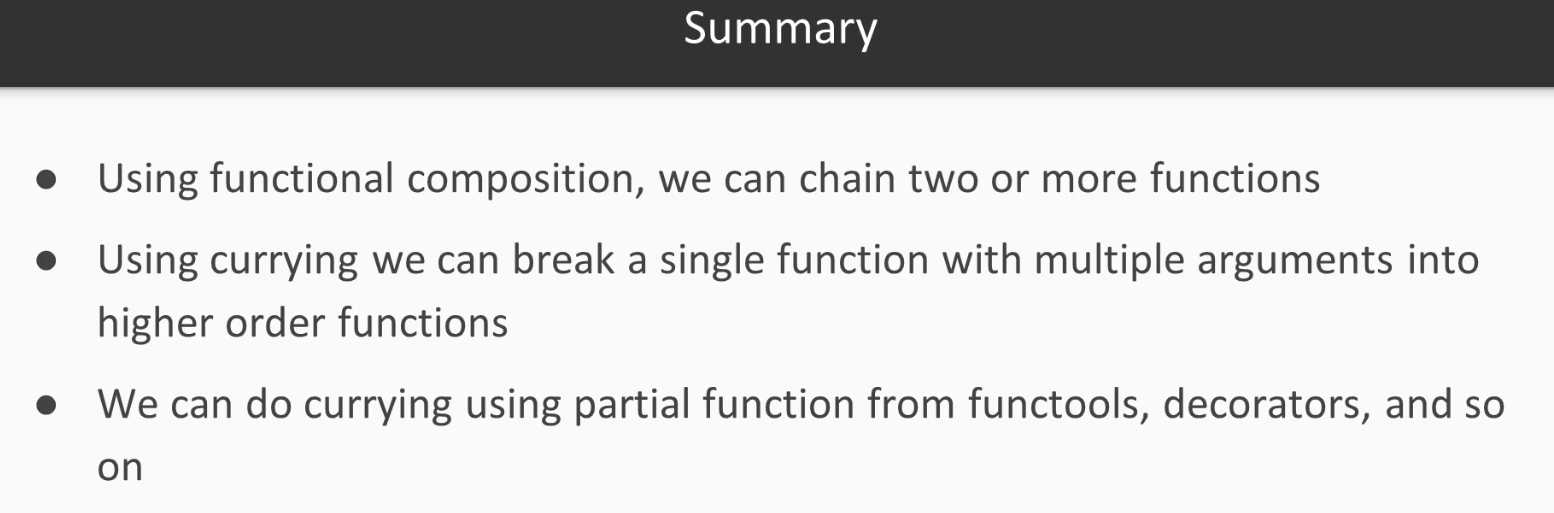 Summary
● Using functional composition, we can chain two or more functions
● Using currying we can break a single function with multiple arguments into
higher order functions
● We can do currying using partial function from functools, decorators, and so
on